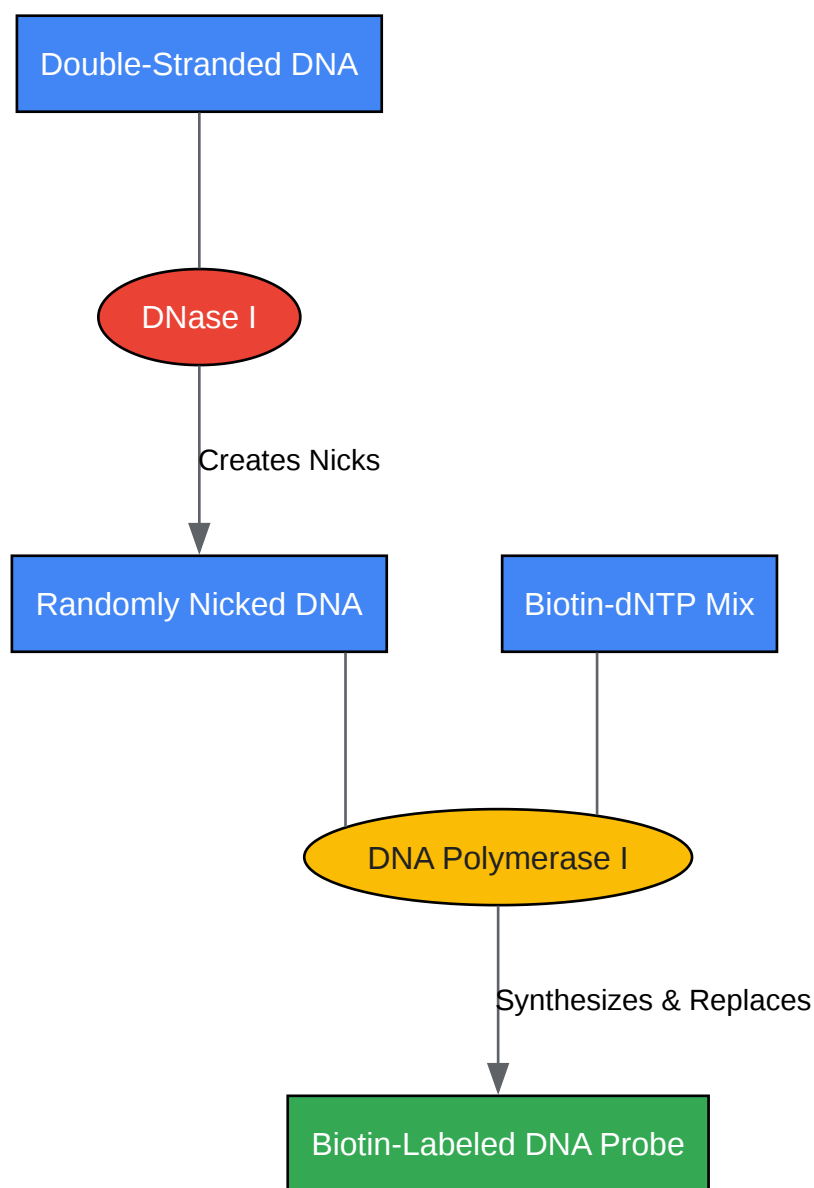 Double-Stranded DNA
DNase I
Creates Nicks
Randomly Nicked DNA
Biotin-dNTP Mix
DNA Polymerase I
Synthesizes & Replaces
Biotin-Labeled DNA Probe